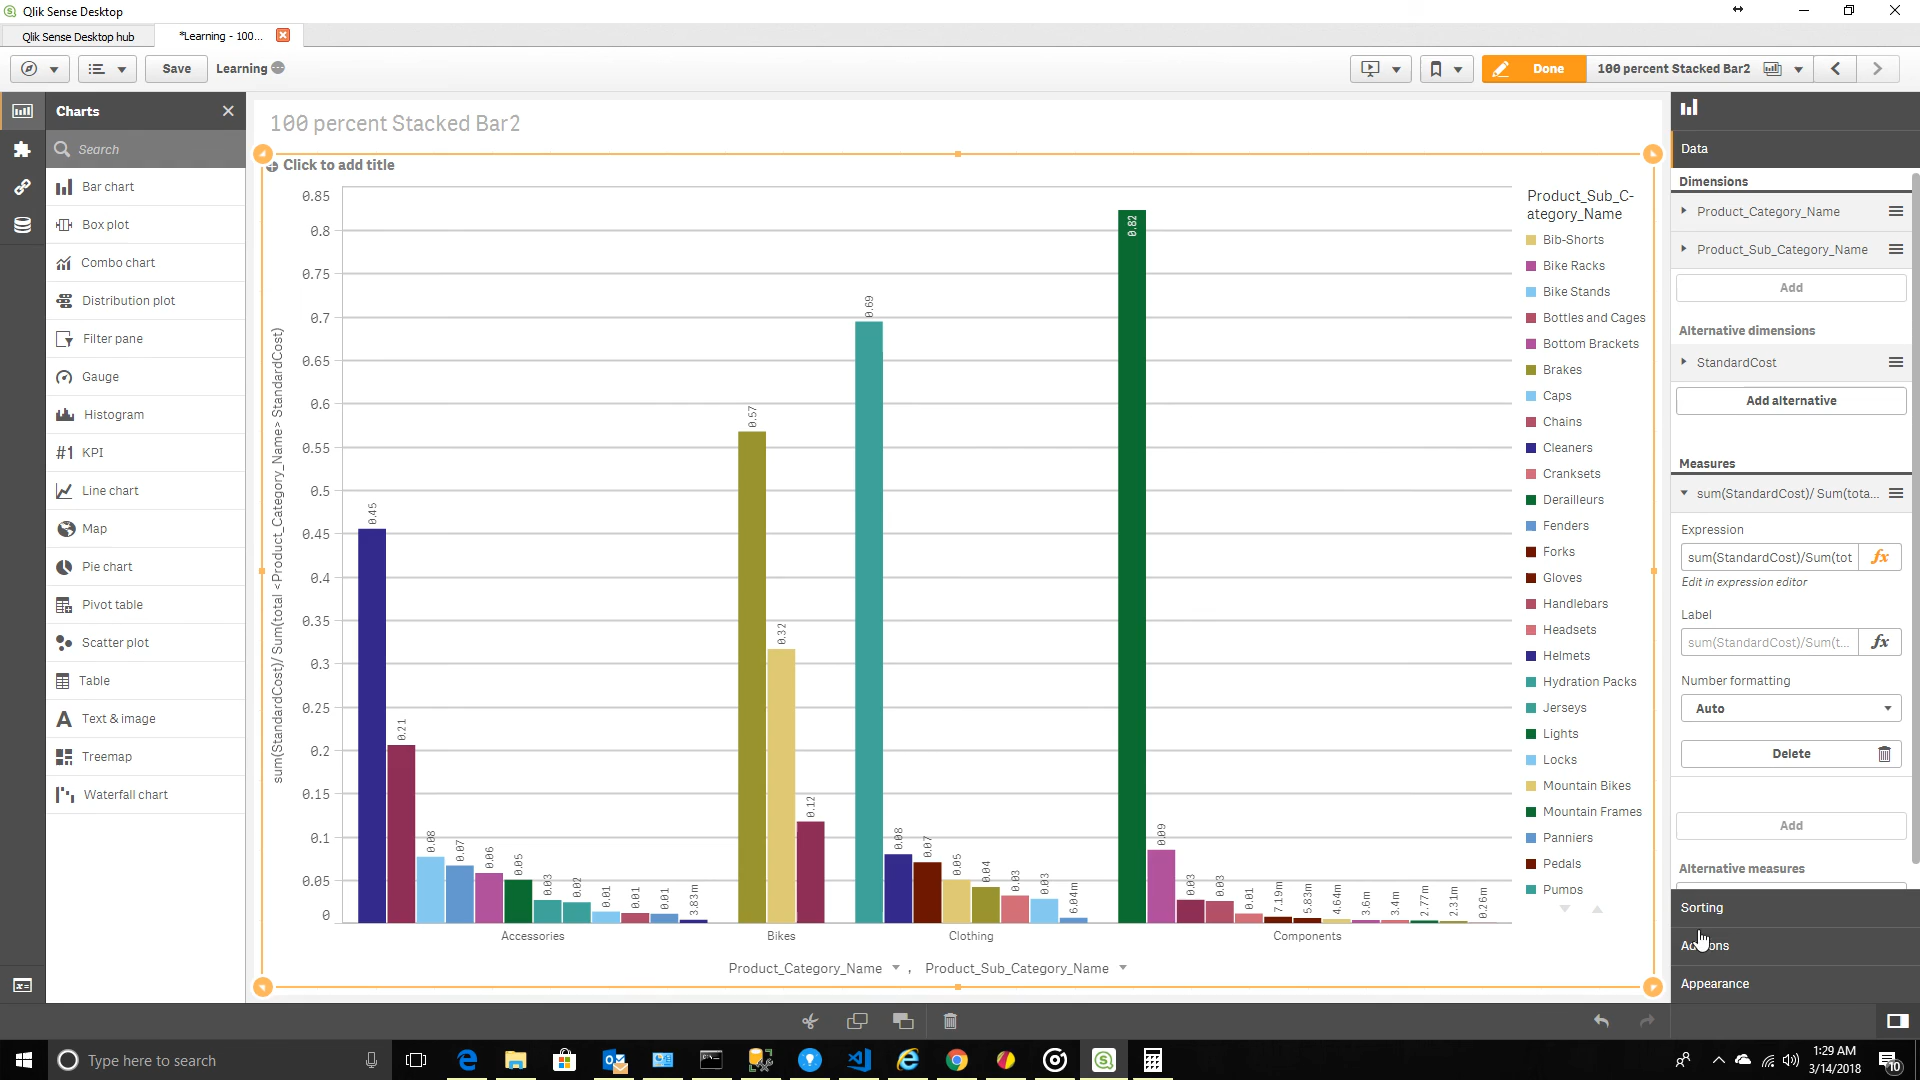 Qlik Sense Desktop
Qlik Sense Desktop hub
*Learning - 100...
Save
Learning
Done
100 percent Stacked Bar2
Charts
Search
Bar chart
Box plot
Combo chart
Distribution plot
Filter pane
Gauge
Histogram
#1 KPI
Line chart
Map
Pie chart
Pivot table
Scatter plot
Table
A Text & image
Treemap
Waterfall chart
100 percent Stacked Bar2
Click to add title
sum(StandardCost)/ Sum(total <Product_Category_Name> StandardCost)
0.85
0.8
0.75
0.7
0.65
0.6
0.55
0.5
0.45
0.4
0.35
0.3
0.25
0.2
0.15
0.1
0.05
0
0.45
0.21
0.08
0.07
0.06
0.05
0.03
0.02
0.01
0.01
0.01
3.83m
0.57
0.32
0.12
0.69
0.08
0.07
0.05
0.04
0.03
0.03
6.04m
0.82
0.09
0.03
0.03
0.01
7.19m
5.83m
4.64m
3.6m
3.4m
2.77m
2.31m
0.26m
Accessories
Bikes
Clothing
Components
Product_Category_Name , Product_Sub_Category_Name
Product_Sub_C-
ategory_Name
Bib-Shorts
Bike Racks
Bike Stands
Bottles and Cages
Bottom Brackets
Brakes
Caps
Chains
Cleaners
Cranksets
Derailleurs
Fenders
Forks
Gloves
Handlebars
Headsets
Helmets
Hydration Packs
Jerseys
Lights
Locks
Mountain Bikes
Mountain Frames
Panniers
Pedals
Pumps
Data
Dimensions
Product_Category_Name
Product_Sub_Category_Name
Add
Alternative dimensions
StandardCost
Add alternative
Measures
sum(StandardCost)/ Sum(tota...
Expression
sum(StandardCost)/Sum(tot
fx
Edit in expression editor
Label
sum(StandardCost)/Sum(t...
fx
Number formatting
Auto
Delete
Add
Alternative measures
Sorting
Appearance
Type here to search
1:29 AM
3/14/2018
10